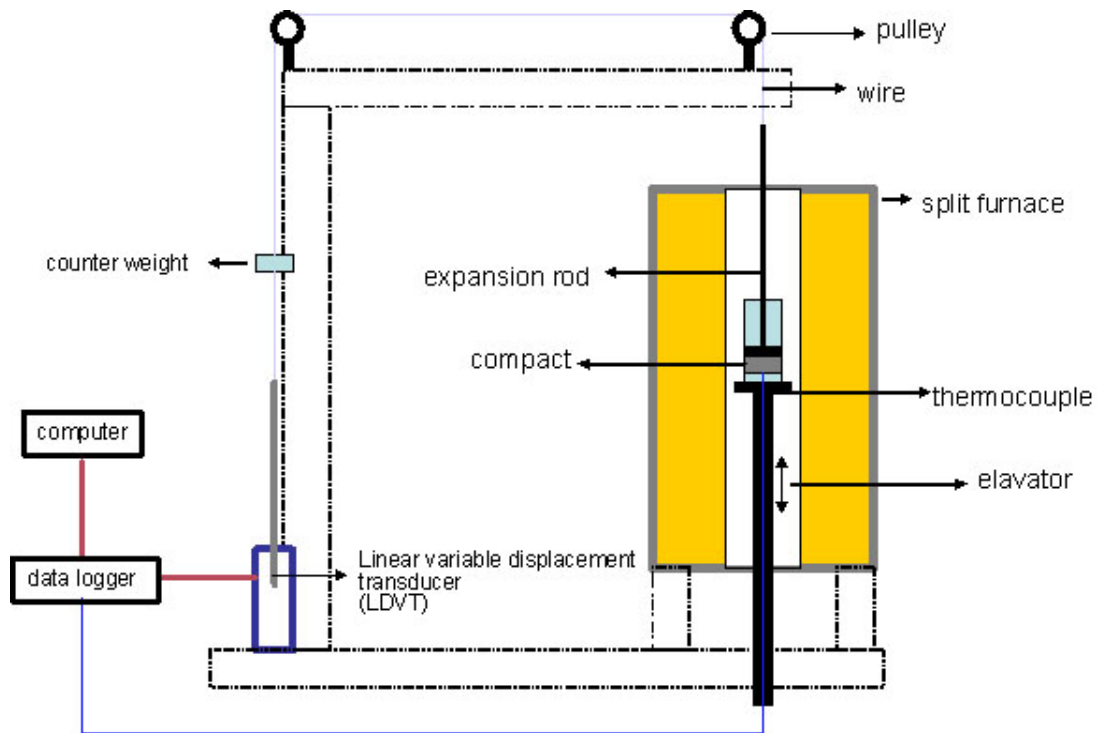 pulley
wire
split furnace
counter weight
expansion rod
compact
thermocouple
computer
elavator
data logger
Linear variable displacement
transducer
(LDVT)